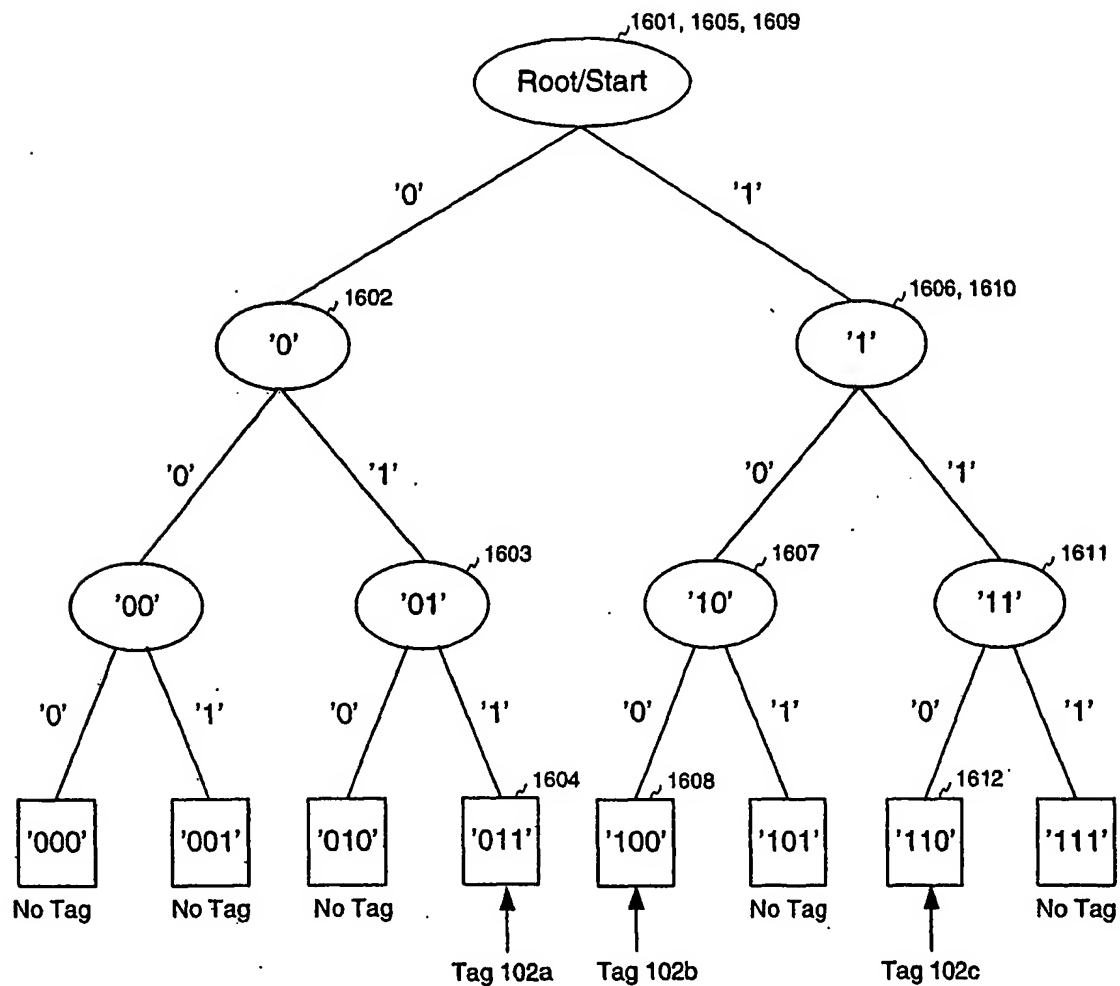 1601, 1605, 1609
Root/Start
'0' '1'
1602 1606, 1610
'0' '1'
'0' '1' '0' '1'
1603 1607 1611
'00' '01' '10' '11'
'0' '1' '0' '1' '0' '1' '0' '1'
1604 1608 1612
'000' '001' '010' '011' '100' '101' '110' '111'
No Tag No Tag No Tag No Tag No Tag
Tag 102a Tag 102b Tag 102c